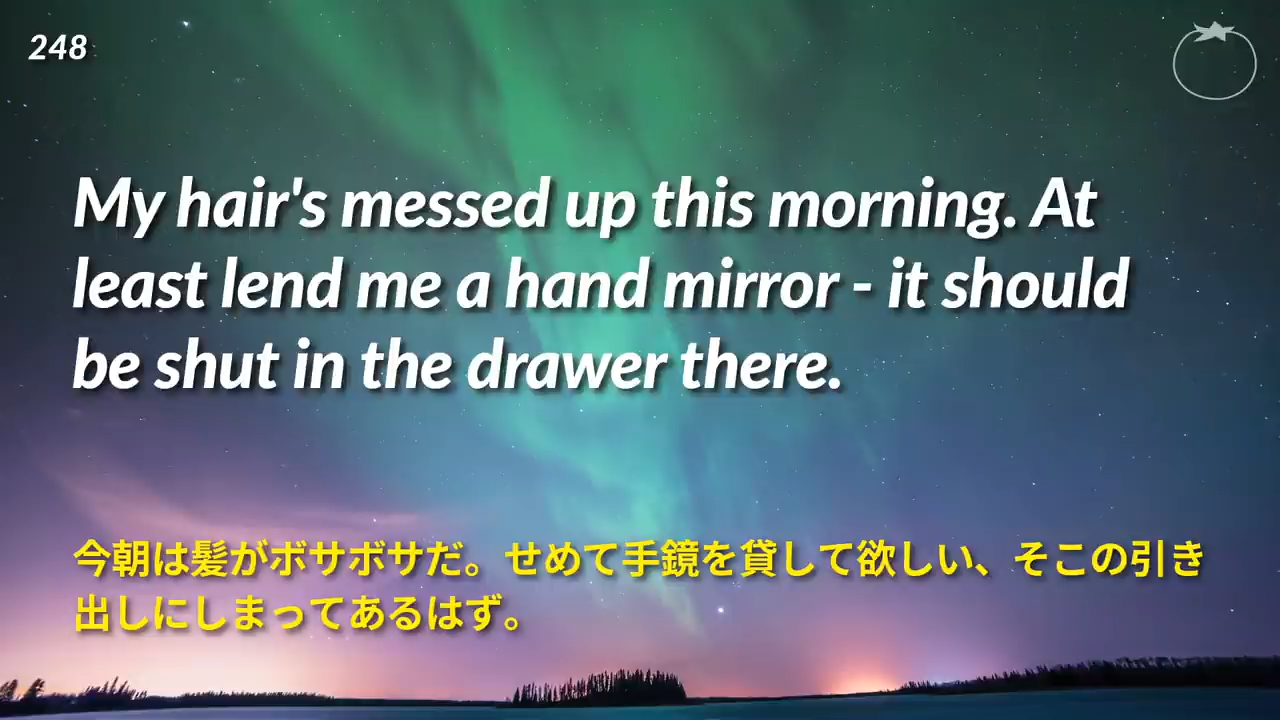 248
My hair's messed up this morning. At
least lend me a hand mirror - it should
be shut in the drawer there.
今朝は髪がボサボサだ。せめて手鏡を貸して欲しい、そこの引き
出しにしまってあるはず。